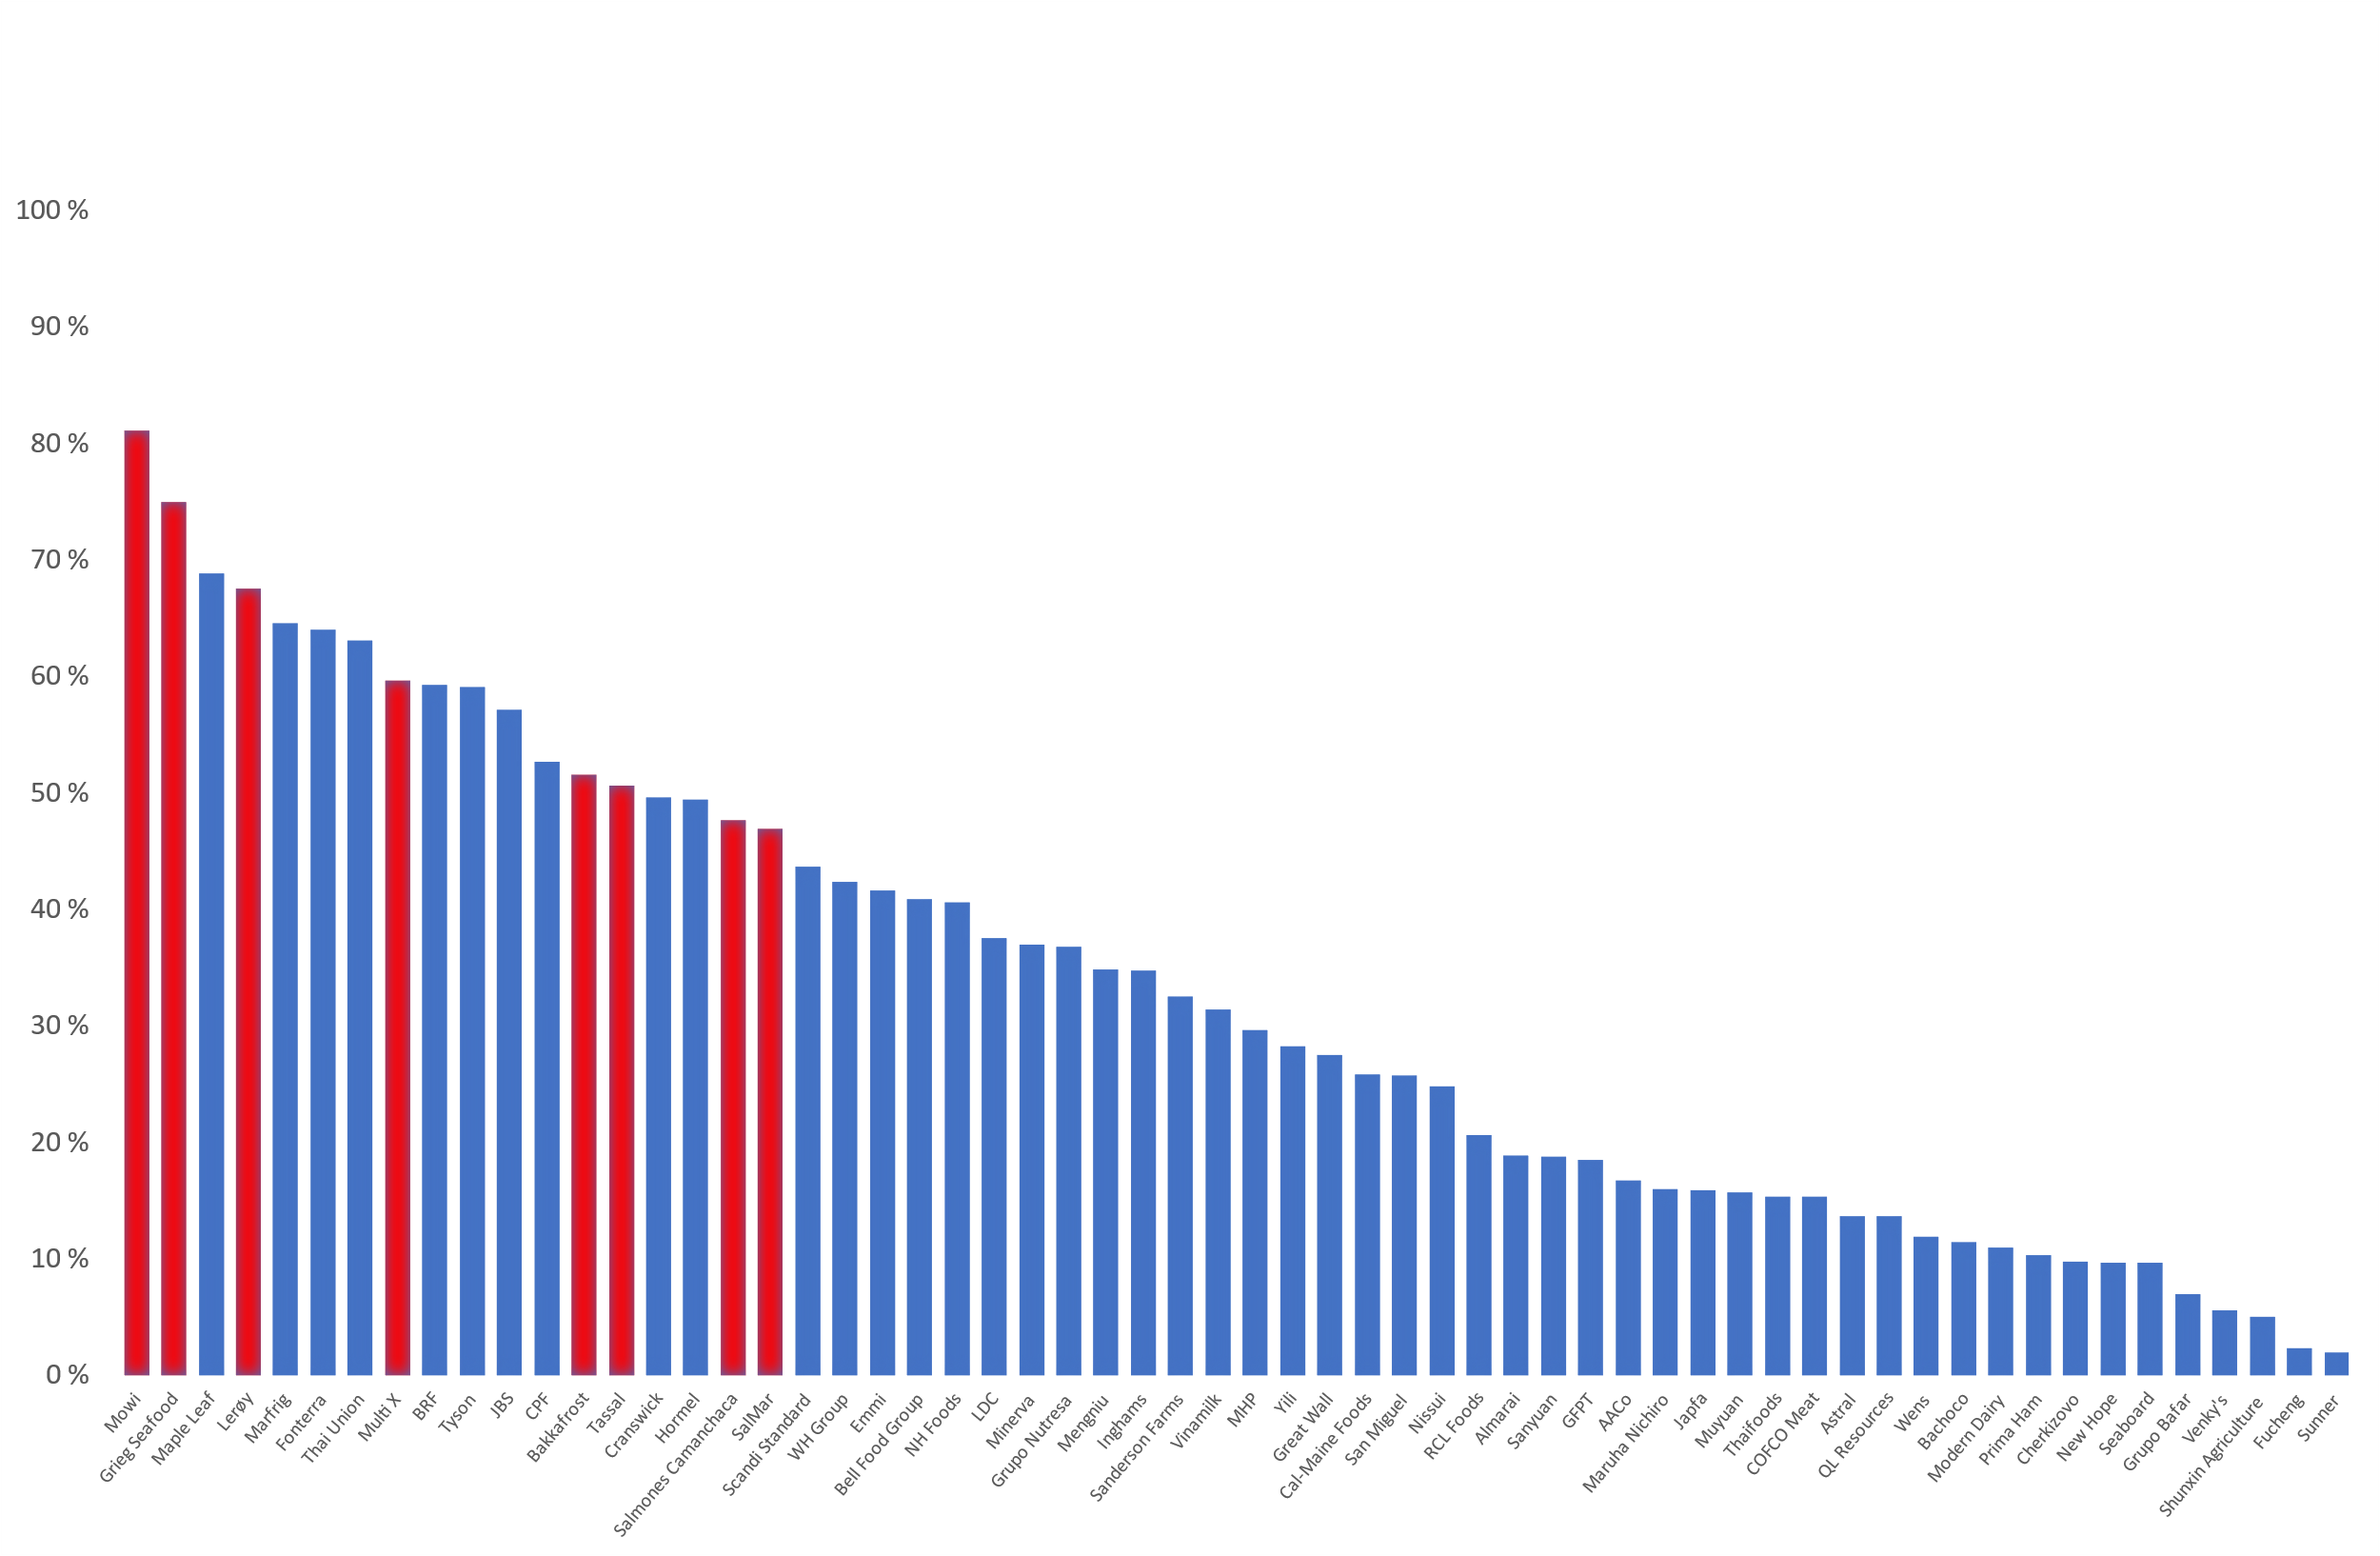 100 %
90 %
80 %
70 %
60 %
50 %
40 %
30 %
20 %
10 %
0 %
Mowi
Grieg Seafood
Maple Leaf
Lerøy
Marfrig
Fonterra
Thai Union
Multi X
BRF
Tyson
JBS
CPF
Bakkafrost
Tassal
Cranswick
Hormel
Salmones Camanchaca
SalMar
Scandi Standard
WH Group
Emmi
Bell Food Group
NH Foods
LDC
Minerva
Grupo Nutresa
Mengniu
Inghams
Sanderson Farms
Vinamilk
MHP
Yili
Great Wall
Cal-Maine Foods
San Miguel
Nissui
RCL Foods
Almarai
Sanyuan
GFPT
AACo
Maruha Nichiro
Japfa
Muyuan
Thaifoods
COFCO Meat
Astral
QL Resources
Wens
Bachoco
Modern Dairy
Prima Ham
Cherkizovo
New Hope
Seaboard
Grupo Bafar
Venky's
Shunxin Agriculture
Fucheng
Sunner